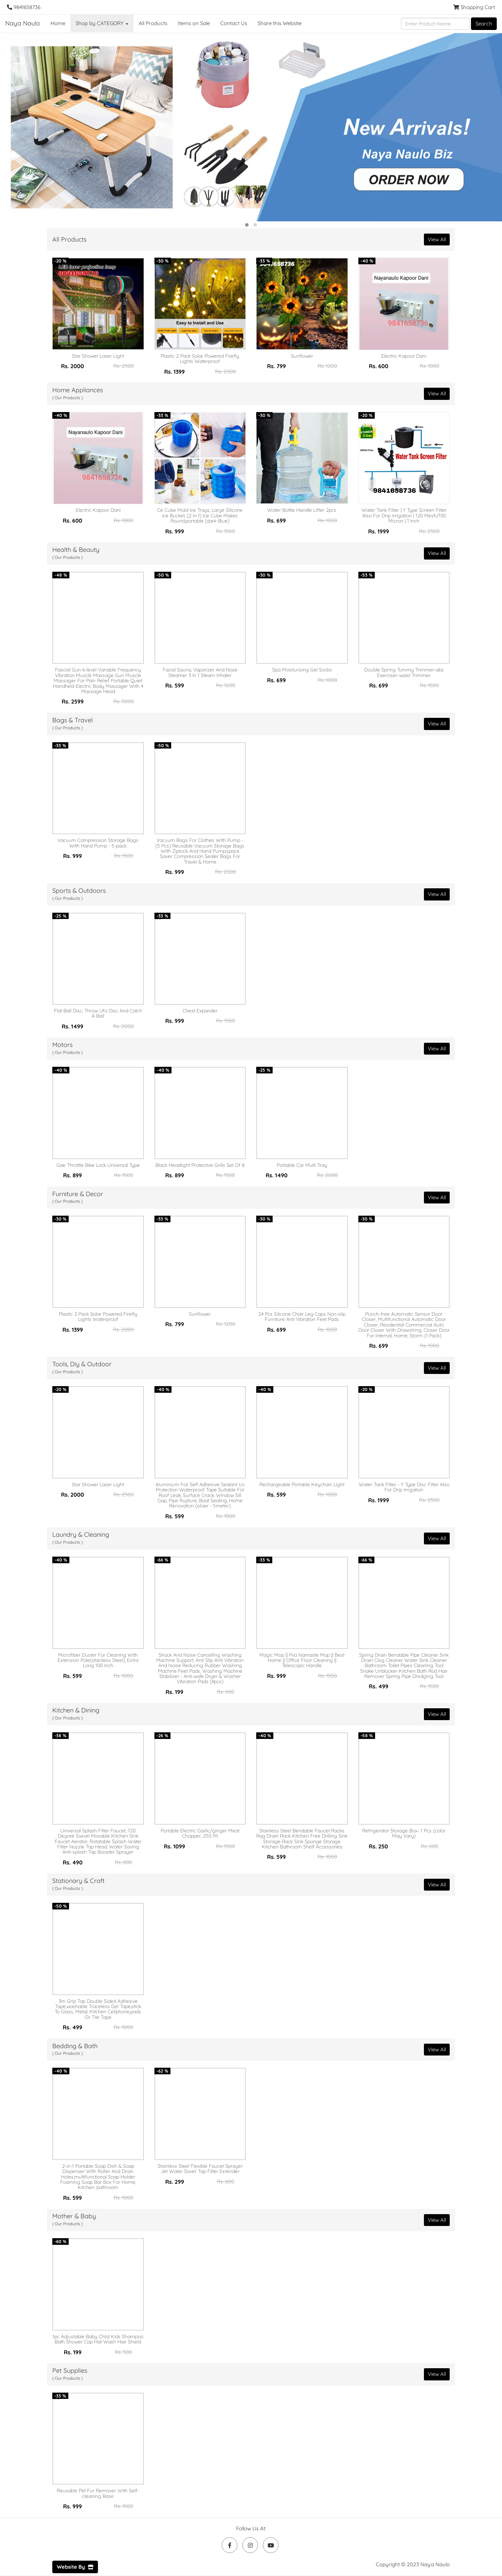 9841658736
Shopping Cart
Naya Naulo
Home
Shop by CATEGORY
All Products
Items on Sale
Contact Us
Share this Website
Enter Product Name
Search
New Arrivals!
Naya Naulo Biz
ORDER NOW
All Products
View All
-20 %
-30 %
-33 %
-40 %
LED laser projection lamp
9841658736
Easy to Install and Use
9841658736
Nayanaulo Kapoor Dani
9841658736
Star Shower Laser Light
Rs. 2000
Rs. 2500
Plastic 2 Pack Solar Powered Firefly
Lights Waterproof
Rs. 1399
Rs. 2000
Sunflower
Rs. 799
Rs. 1200
Electric Kapoor Dani
Rs. 600
Rs. 1000
Home Appliances
( Our Products )
View All
-40 %
-33 %
-30 %
-20 %
Nayanaulo Kapoor Dani
9841658736
Water Tank Screen Filter
9841658736
Electric Kapoor Dani
Rs. 600
Rs. 1000
Ce Cube Mold Ice Trays, Large Silicone
Ice Bucket, (2 In 1) Ice Cube Maker,
Round,portable (dark Blue)
Rs. 999
Rs. 1500
Water Bottle Handle Lifter 2pcs
Rs. 699
Rs. 1000
Water Tank Filter | Y Type Screen Filter
Also For Drip Irrigation | 120 Mesh/130
Micron | 1 Inch
Rs. 1999
Rs. 2500
Health & Beauty
( Our Products )
View All
-48 %
-50 %
-30 %
-53 %
Fascial Gun 6-level Variable Frequency
Vibration Muscle Massage Gun Muscle
Massager For Pain Relief Portable Quiet
Handheld Electric Body Massager With 4
Massage Head
Rs. 2599
Rs. 5000
Facial Sauna, Vaporizer And Nose
Steamer 3 In 1 Steam Inhaler
Rs. 599
Rs. 1200
Spa Moisturising Gel Socks
Rs. 699
Rs. 1000
Double Spring Tummy Trimmer-abs
Exerciser-waist Trimmer
Rs. 699
Rs. 1500
Bags & Travel
( Our Products )
View All
-33 %
-50 %
Vacuum Compression Storage Bags
With Hand Pump - 5 pack
Rs. 999
Rs. 1500
Vacuum Bags For Clothes With Pump -
(5 Pcs) Reusable Vacuum Storage Bags
With Ziplock And Hand Pump,space
Saver Compression Sealer Bags For
Travel & Home
Rs. 999
Rs. 2000
Sports & Outdoors
( Our Products )
View All
-25 %
-33 %
Flat Ball Disc, Throw Ufo Disc And Catch
A Ball
Rs. 1499
Rs. 2000
Chest Expander
Rs. 999
Rs. 1500
Motors
( Our Products )
View All
-40 %
-40 %
-25 %
Gaie Throttle Bike Lock Universal Type
Rs. 899
Rs. 1500
Black Headlight Protective Grills Set Of 8
Rs. 899
Rs. 1500
Portable Car Multi Tray
Rs. 1490
Rs. 2000
Furniture & Decor
( Our Products )
View All
-30 %
-33 %
-30 %
-30 %
Plastic 2 Pack Solar Powered Firefly
Lights Waterproof
Rs. 1399
Rs. 2000
Sunflower
Rs. 799
Rs. 1200
24 Pcs Silicone Chair Leg Caps Non-slip
Furniture Anti Vibration Feet Pads
Rs. 699
Rs. 1000
Punch-free Automatic Sensor Door
Closer, Multifunctional Automatic Door
Closer ,Residential Commercial Auto
Door Closer With Drawstring, Closer Door
For Internal, Home, Storm (1 Pack)
Rs. 699
Rs. 1000
Tools, Diy & Outdoor
( Our Products )
View All
-20 %
-40 %
-40 %
-20 %
Star Shower Laser Light
Rs. 2000
Rs. 2500
Aluminium Foil Self Adhesive Sealant Uv
Protection Waterproof Tape Suitable For
Roof Leak, Surface Crack, Window Sill
Gap, Pipe Rupture, Boat Sealing, Home
Renovation (silver - 5meter)
Rs. 599
Rs. 1000
Rechargeable Portable Keychain Light
Rs. 599
Rs. 1000
Water Tank Filter - Y Type Disc Filter Also
For Drip Irrigation
Rs. 1999
Rs. 2500
Laundry & Cleaning
( Our Products )
View All
-40 %
-66 %
-33 %
-66 %
Microfiber Duster For Cleaning With
Extension Pole(stainless Steel), Extra
Long 100 Inch
Rs. 599
Rs. 1000
Shock And Noise Cancelling Washing
Machine Support, Anti Slip Anti Vibration
And Noise Reducing Rubber Washing
Machine Feet Pads, Washing Machine
Stabilizer - Anti-walk Dryer & Washer
Vibration Pads (4pcs)
Rs. 199
Rs. 600
Magic Mop || Pva Namaste Mop || Best
Home || Office Floor Cleaning ||
Telescopic Handle
Rs. 999
Rs. 1500
Spring Drain Bendable Pipe Cleaner Sink
Drain Clog Cleaner Water Sink Cleaner
Bathroom Toilet Pipes Cleaning Tool
Snake Unblocker Kitchen Bath Rod Hair
Remover Spring Pipe Dredging Tool
Rs. 499
Rs. 1500
Kitchen & Dining
( Our Products )
View All
-38 %
-26 %
-40 %
-58 %
Universal Splash Filter Faucet, 720
Degree Swivel Movable Kitchen Sink
Faucet Aerator, Rotatable Splash Water
Filter Nozzle Tap Head, Water Saving
Anti-splash Tap Booster Sprayer
Rs. 490
Rs. 800
Portable Electric Garlic/ginger Meat
Chopper, 250 Ml
Rs. 1099
Rs. 1500
Stainless Steel Bendable Faucet Racks
Rag Drain Rack Kitchen Free Drilling Sink
Storage Rack Sink Sponge Storage
Kitchen Bathroom Shelf Accessories
Rs. 599
Rs. 1000
Refrigerator Storage Box- 1 Pcs (color
May Vary)
Rs. 250
Rs. 600
Stationary & Craft
( Our Products )
View All
-50 %
3m Grip Tap Double Sided Adhesive
Tape,washable Traceless Gel Tape,stick
To Glass, Metal, Kitchen Cellphone,pads
Or Tile Tape
Rs. 499
Rs. 1000
Bedding & Bath
( Our Products )
View All
-40 %
-62 %
2-in-1 Portable Soap Dish & Soap
Dispenser With Roller And Drain
Holes,multifunctional Soap Holder
Foaming Soap Bar Box For Home,
Kitchen ,bathroom
Rs. 599
Rs. 1000
Stainless Steel Flexible Faucet Sprayer
Jet Water Saver Tap Filter Extender
Rs. 299
Rs. 800
Mother & Baby
( Our Products )
View All
-60 %
1pc Adjustable Baby Child Kids Shampoo
Bath Shower Cap Hat Wash Hair Shield
Rs. 199
Rs. 500
Pet Supplies
( Our Products )
View All
-33 %
Reusable Pet Fur Remover With Self-
cleaning Base
Rs. 999
Rs. 1500
Follow Us At
Website By
Copyright © 2023 Naya Naulo